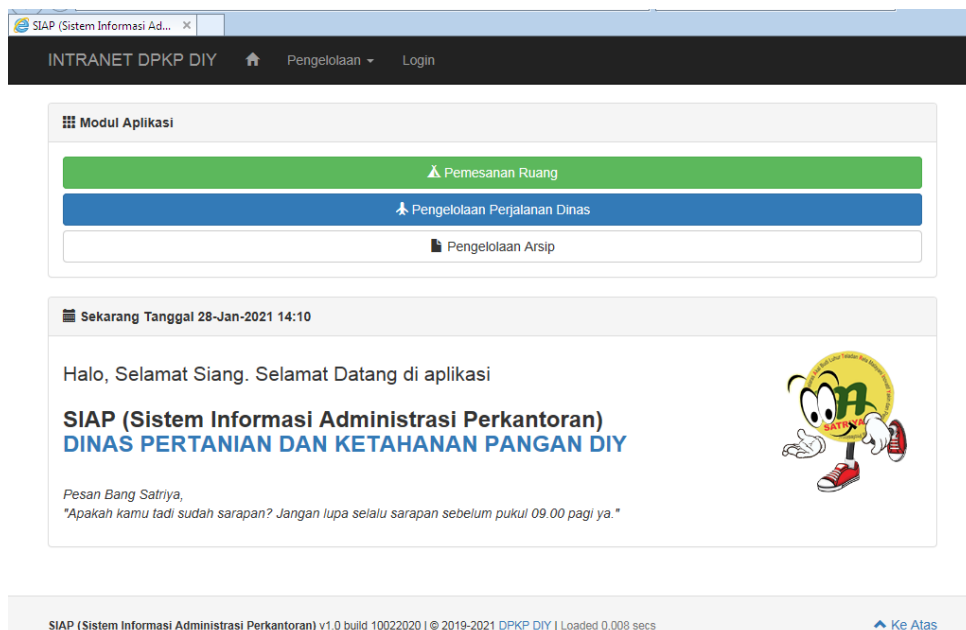 SIAP (Sistem Informasi Ad...
INTRANET DPKP DIY Pengelolaan Login
Modul Aplikasi
Pemesanan Ruang
Pengelolaan Perjalanan Dinas
Pengelolaan Arsip
Sekarang Tanggal 28-Jan-2021 14:10
Halo, Selamat Siang. Selamat Datang di aplikasi
SIAP (Sistem Informasi Administrasi Perkantoran)
DINAS PERTANIAN DAN KETAHANAN PANGAN DIY
SATRIYA
Pesan Bang Satriya,
"Apakah kamu tadi sudah sarapan? Jangan lupa selalu sarapan sebelum pukul 09.00 pagi ya."
SIAP (Sistem Informasi Administrasi Perkantoran) v1.0 build 10022020 | © 2019-2021 DPKP DIY | Loaded 0.008 secs
Ke Atas